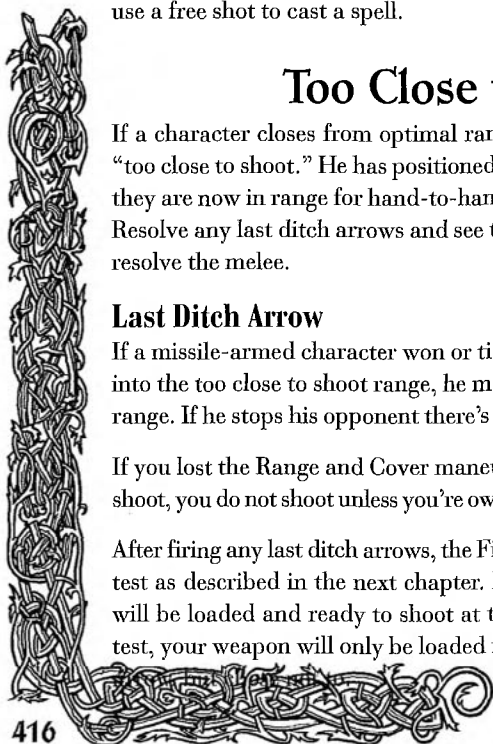 use a free shot to cast a spell.
Too Close
If a character closes from optimal ran
“too close to shoot.” He has positioned
they are now in range for hand-to-han
Resolve any last ditch arrows and see t
resolve the melee.
Last Ditch Arrow
If a missile-armed character won or ti
into the too close to shoot range, he m
range. If he stops his opponent there’s
If you lost the Range and Cover maneu
shoot, you do not shoot unless you’re ow
After firing any last ditch arrows, the Fi
test as described in the next chapter.
will be loaded and ready to shoot at t
test, your weapon will only be loaded
416